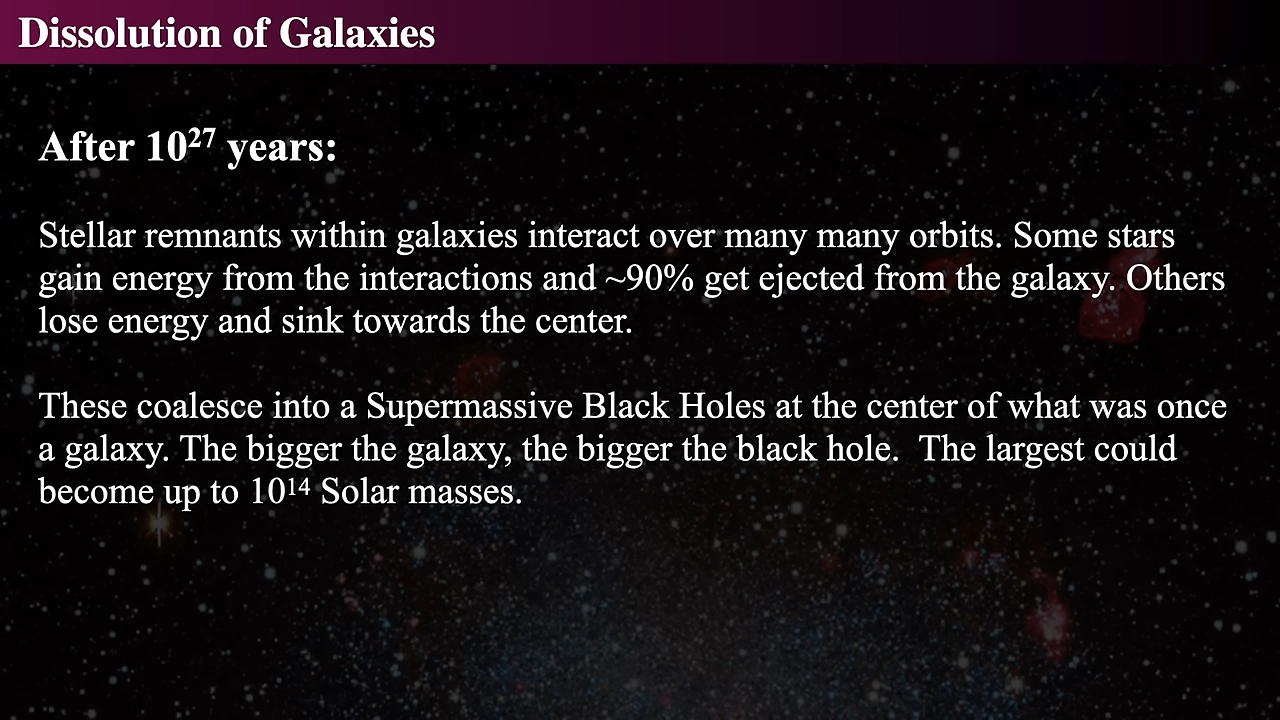 Dissolution of Galaxies
After 10²⁷ years:
Stellar remnants within galaxies interact over many many orbits. Some stars
gain energy from the interactions and ~90% get ejected from the galaxy. Others
lose energy and sink towards the center.
These coalesce into a Supermassive Black Holes at the center of what was once
a galaxy. The bigger the galaxy, the bigger the black hole.  The largest could
become up to 10¹⁴ Solar masses.